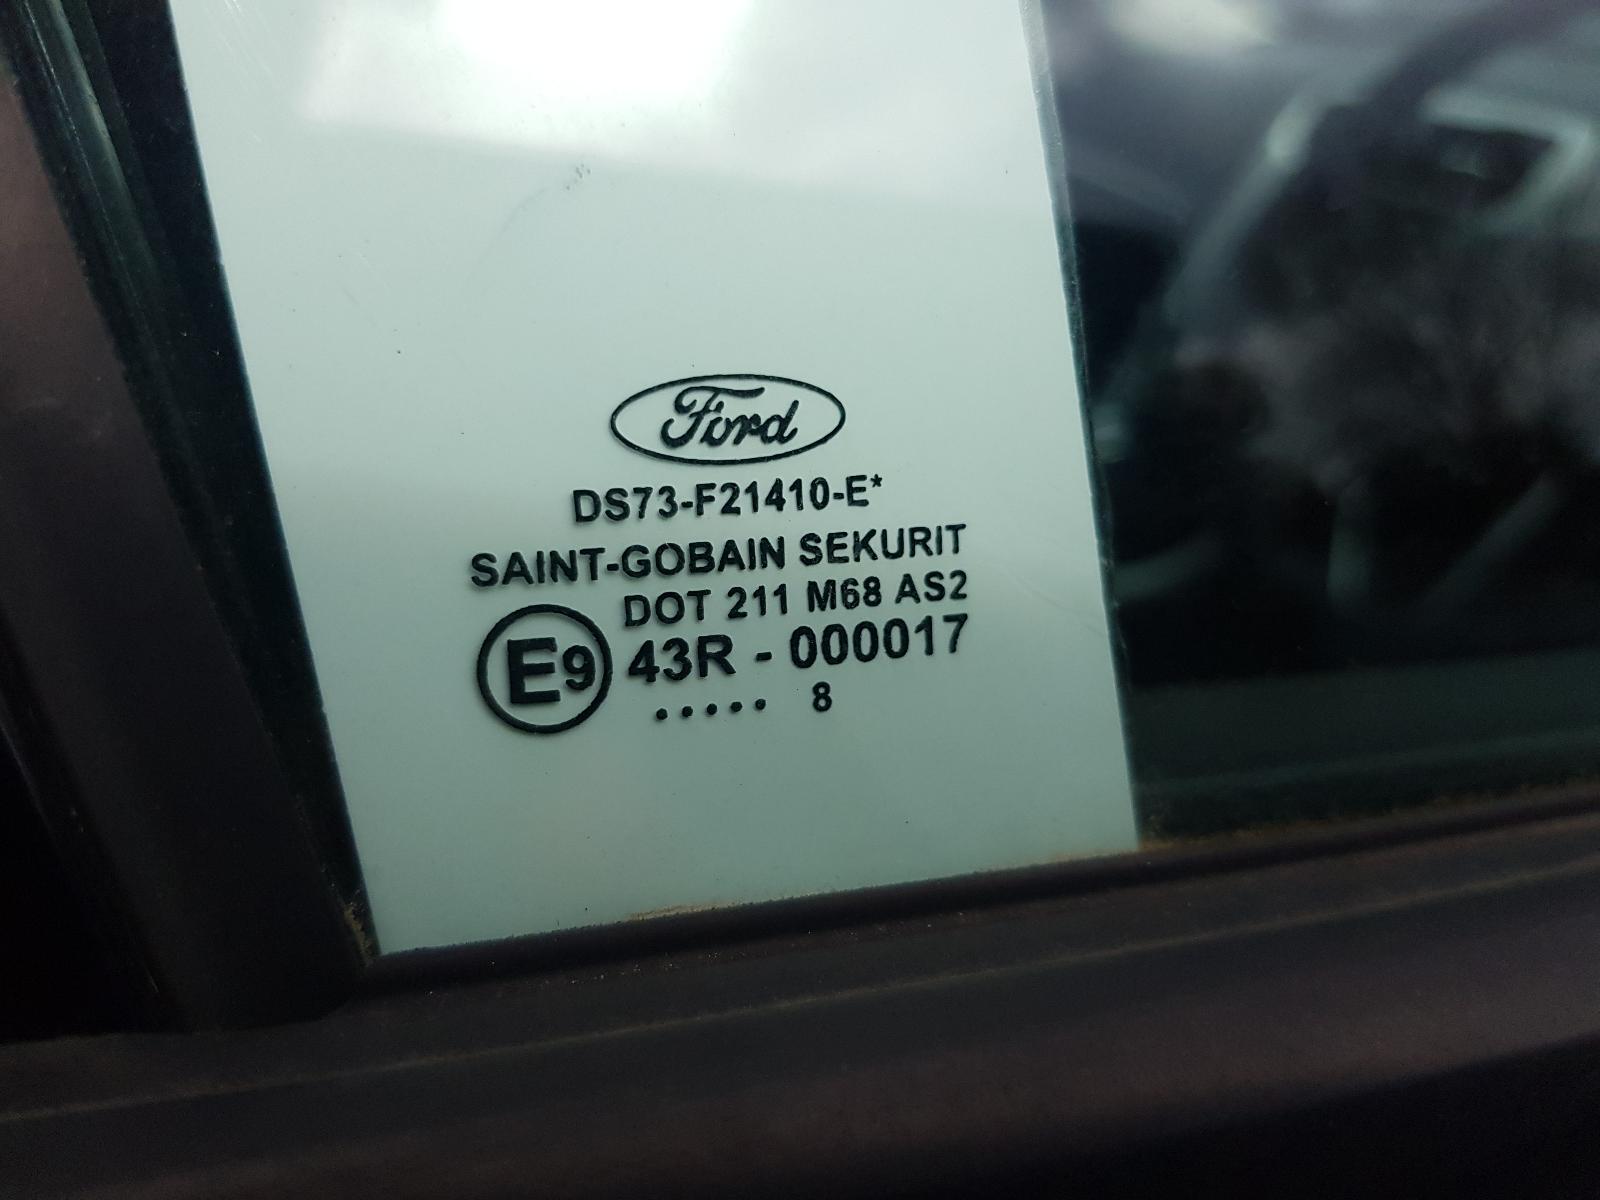 Ford
DS73-F21410-E*
SAINT-GOBAIN SEKURIT
DOT 211 M68 AS2
E9 43R - 000017
..... 8